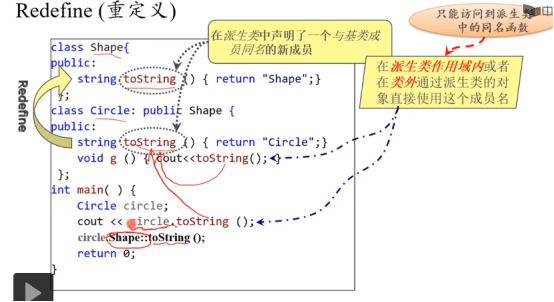 Redefine (重定义)
只能访问到派生类
中的同名函数
在派生类中声明了一个与基类成
员同名的新成员
在派生类作用域内或者
在类外通过派生类的对
象直接使用这个成员名
Redefine
class Shape{
public:
string toString () { return "Shape";}
};
class Circle: public Shape {
public:
string toString () { return "Circle";}
void g () { cout<<toString(); }
};
int main( ) {
Circle circle;
cout << circle.toString ();
circle.Shape::toString ();
return 0;
}